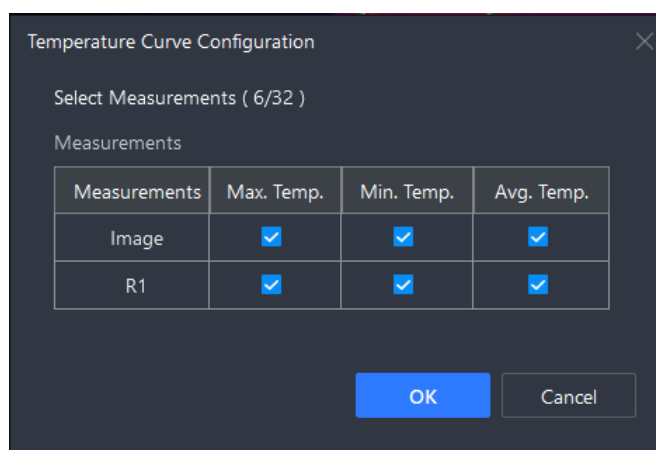 Temperature Curve Configuration
Select Measurements ( 6/32 )
Measurements
Measurements Max. Temp. Min. Temp. Avg. Temp.
Image
R1
OK Cancel